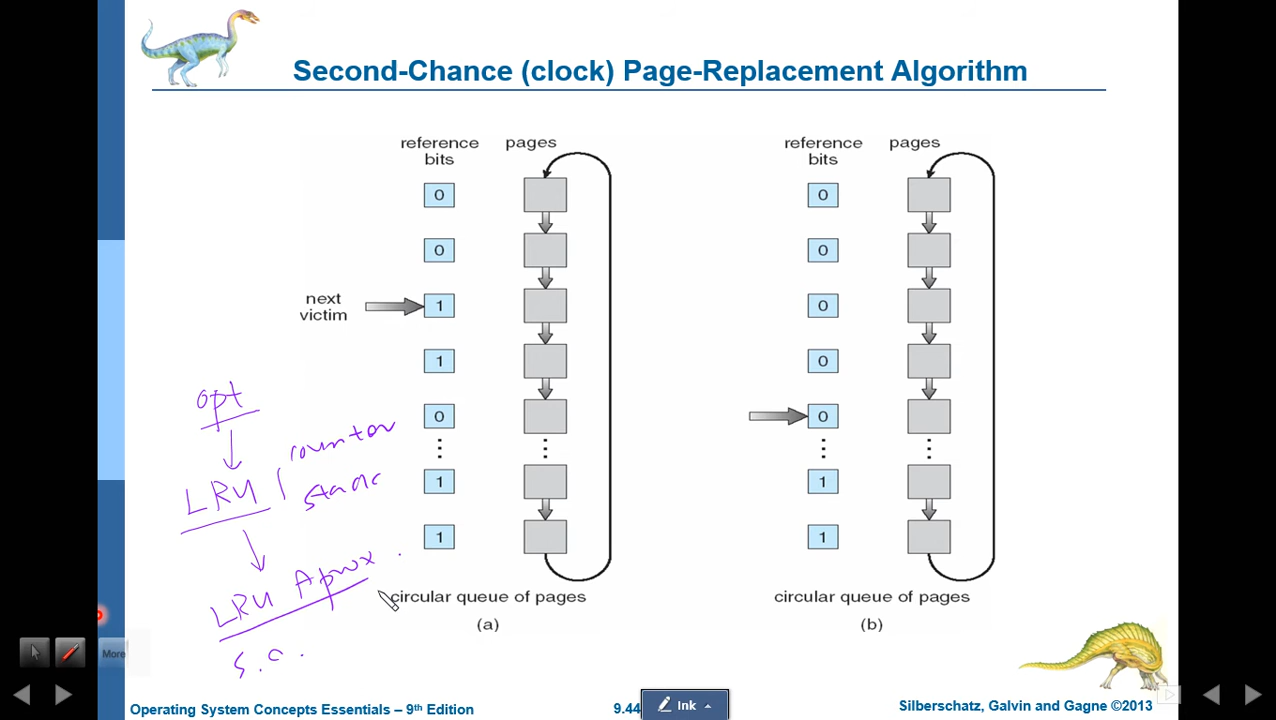 Second-Chance (clock) Page-Replacement Algorithm
reference bits
pages
0
0
next victim
1
1
0
1
1
circular queue of pages
(a)
reference bits
pages
0
0
0
0
0
1
1
circular queue of pages
(b)
opt
LRU
counter
stack
LRU Aprox.
s.c.
More
Operating System Concepts Essentials – 9th Edition
9.44
Ink
Silberschatz, Galvin and Gagne ©2013